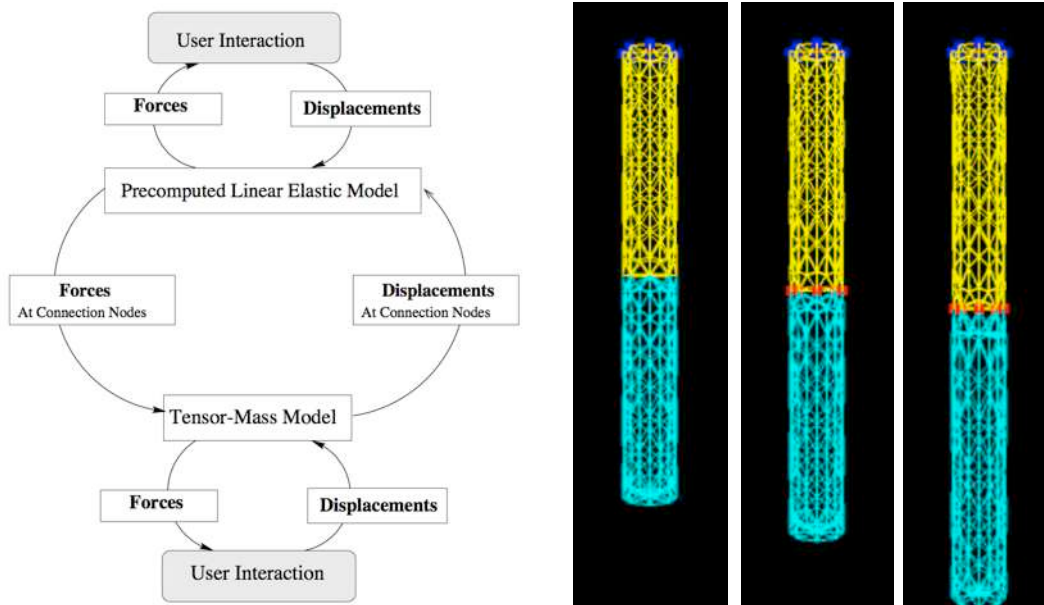 User Interaction
Forces
Displacements
Precomputed Linear Elastic Model
Forces
At Connection Nodes
Displacements
At Connection Nodes
Tensor-Mass Model
Forces
Displacements
User Interaction